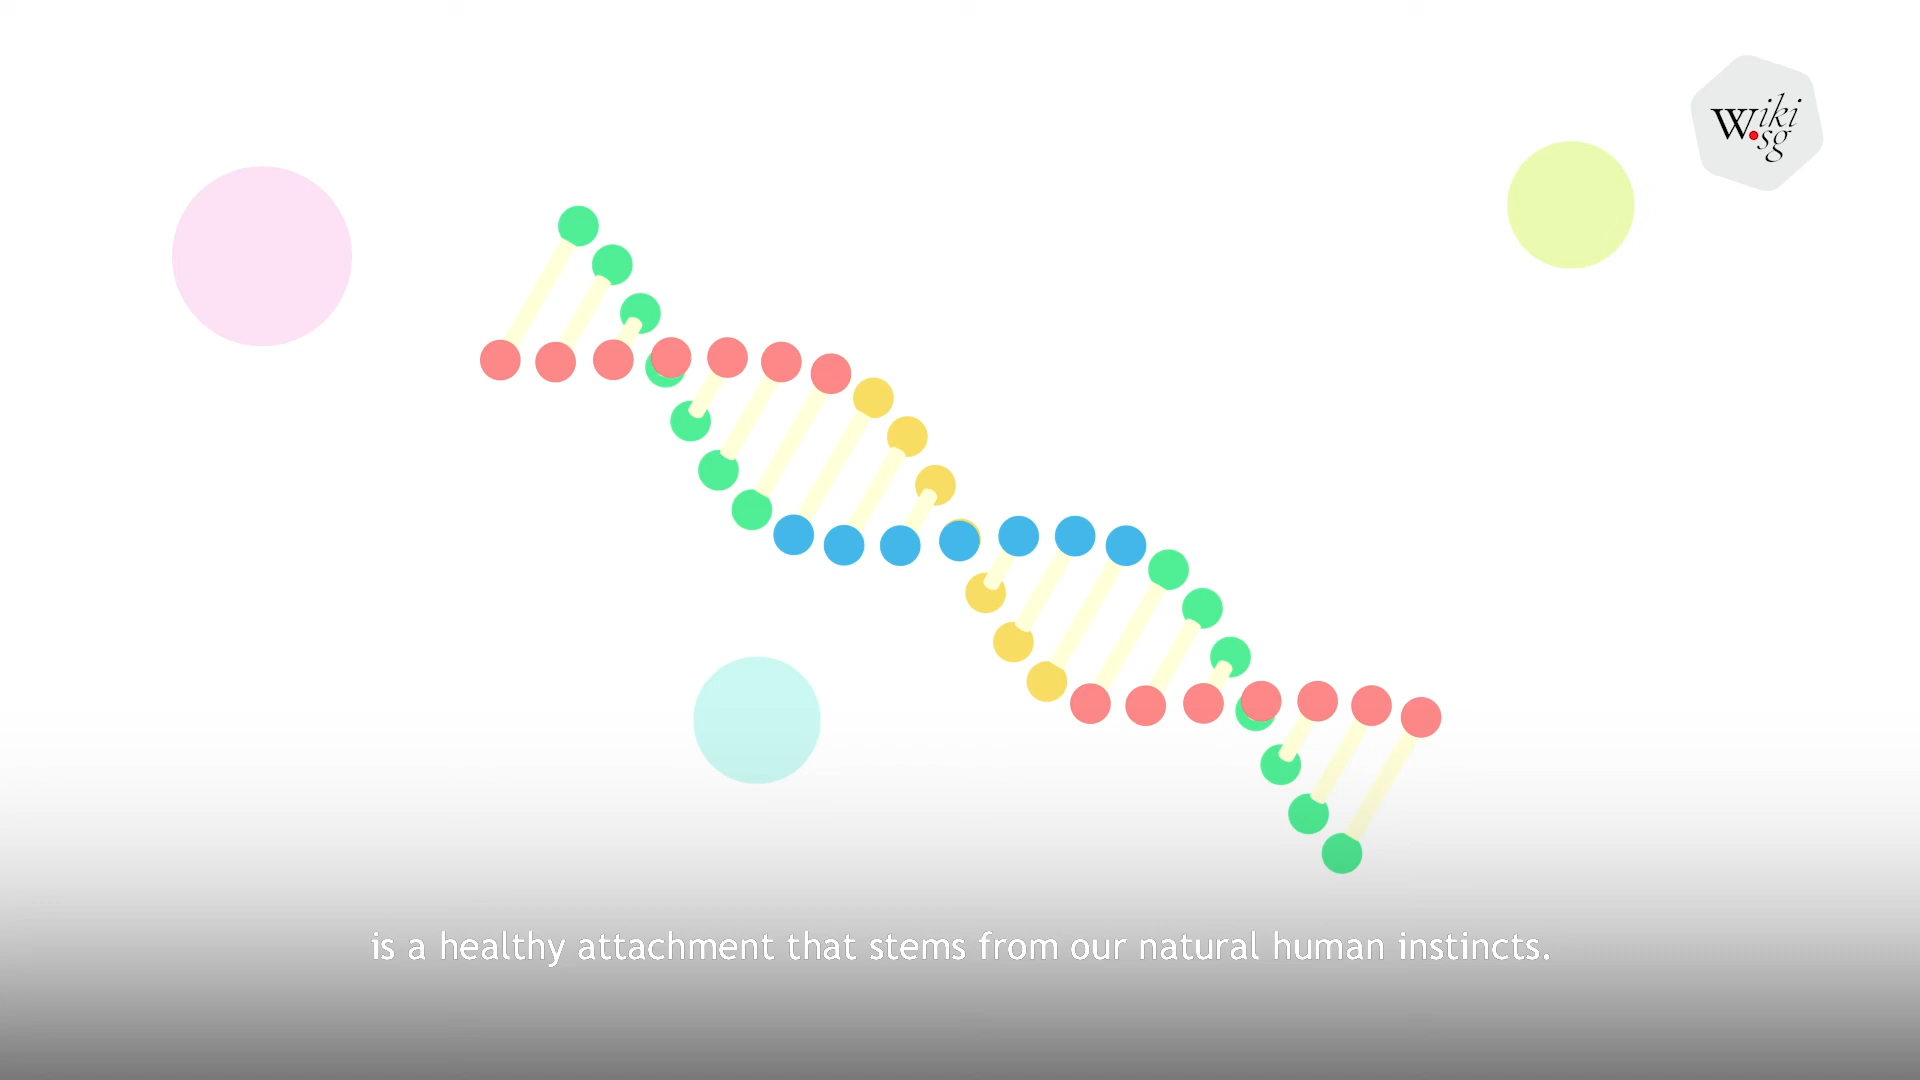 Wiki
.sg
is a healthy attachment that stems from our natural human instincts.